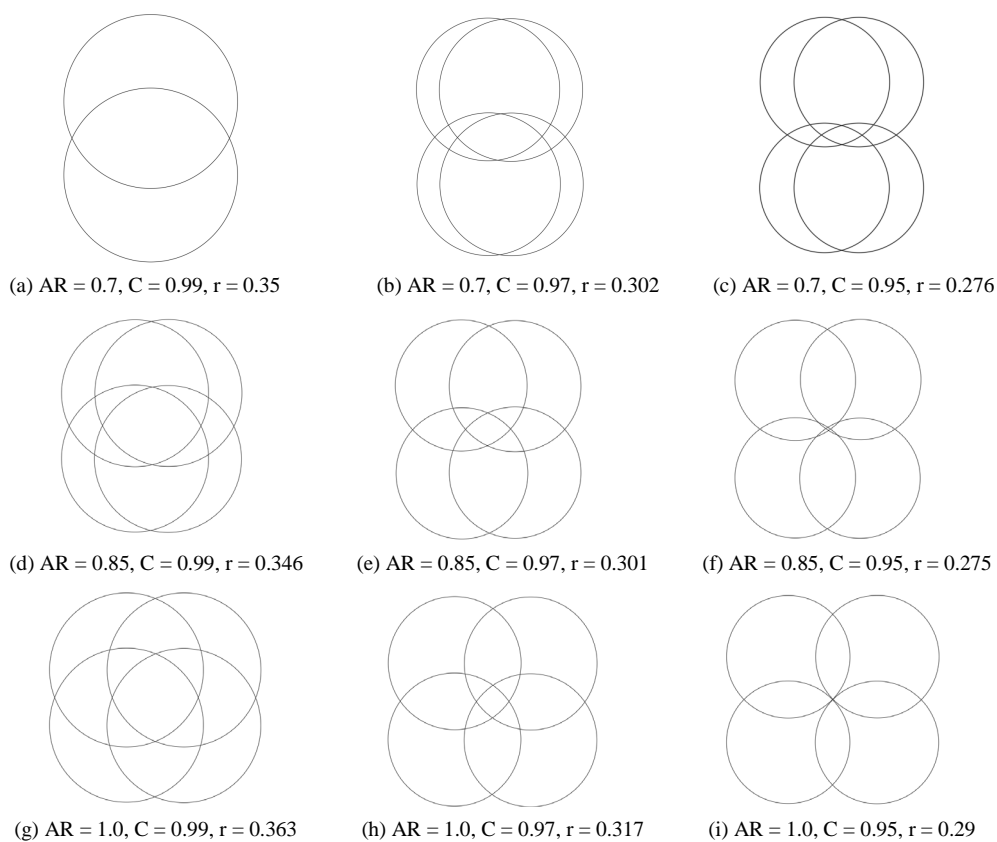 (a) AR = 0.7, C = 0.99, r = 0.35
(b) AR = 0.7, C = 0.97, r = 0.302
(c) AR = 0.7, C = 0.95, r = 0.276
(d) AR = 0.85, C = 0.99, r = 0.346
(e) AR = 0.85, C = 0.97, r = 0.301
(f) AR = 0.85, C = 0.95, r = 0.275
(g) AR = 1.0, C = 0.99, r = 0.363
(h) AR = 1.0, C = 0.97, r = 0.317
(i) AR = 1.0, C = 0.95, r = 0.29